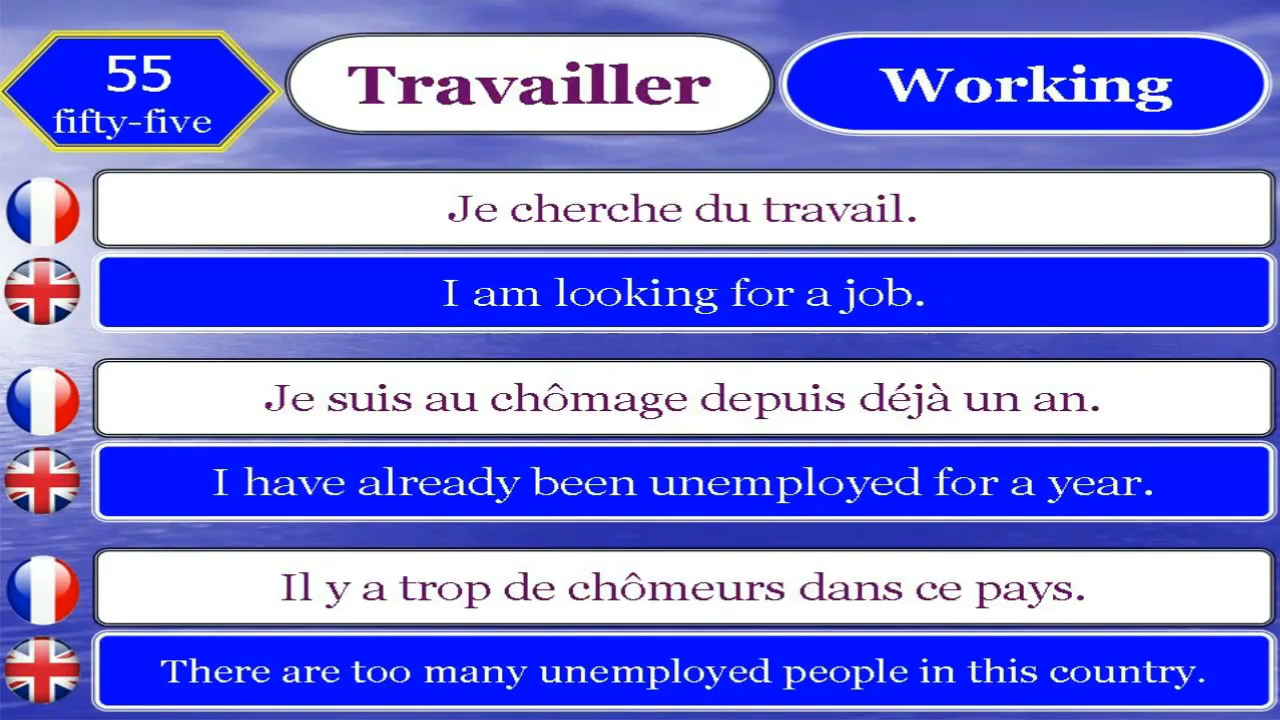 55
fifty-five
Travailler
Working
Je cherche du travail.
I am looking for a job.
Je suis au chômage depuis déjà un an.
I have already been unemployed for a year.
Il y a trop de chômeurs dans ce pays.
There are too many unemployed people in this country.